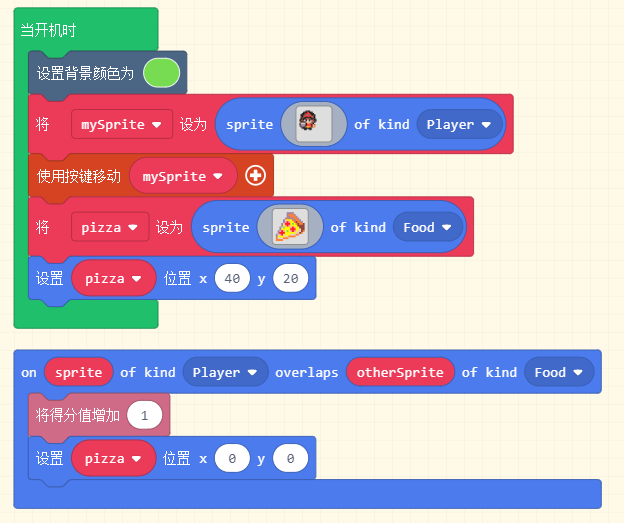 当开机时
设置背景颜色为
将 mySprite 设为 sprite of kind Player
使用按键移动 mySprite
将 pizza 设为 sprite of kind Food
设置 pizza 位置 x 40 y 20
on sprite of kind Player overlaps otherSprite of kind Food
将得分值增加 1
设置 pizza 位置 x 0 y 0